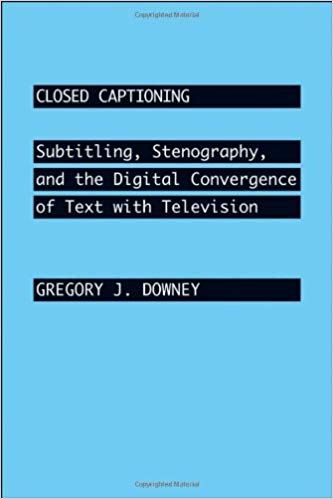 CLOSED CAPTIONING
Subtitling, Stenography,
and the Digital Convergence
of Text with Television
GREGORY J. DOWNEY